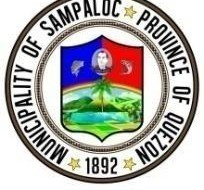 MUNICIPALITY OF SAMPALOC
PROVINCE OF QUEZON
1892